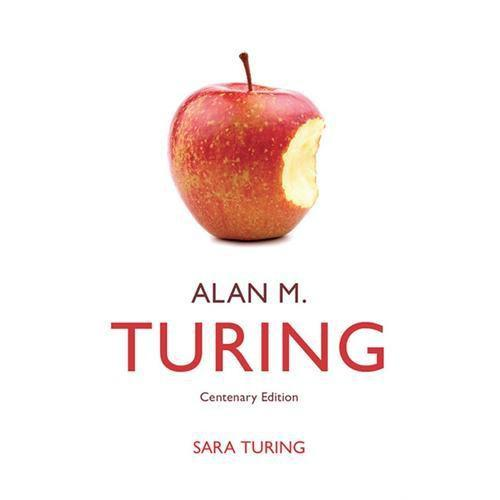 ALAN M.
TURING
Centenary Edition
SARA TURING